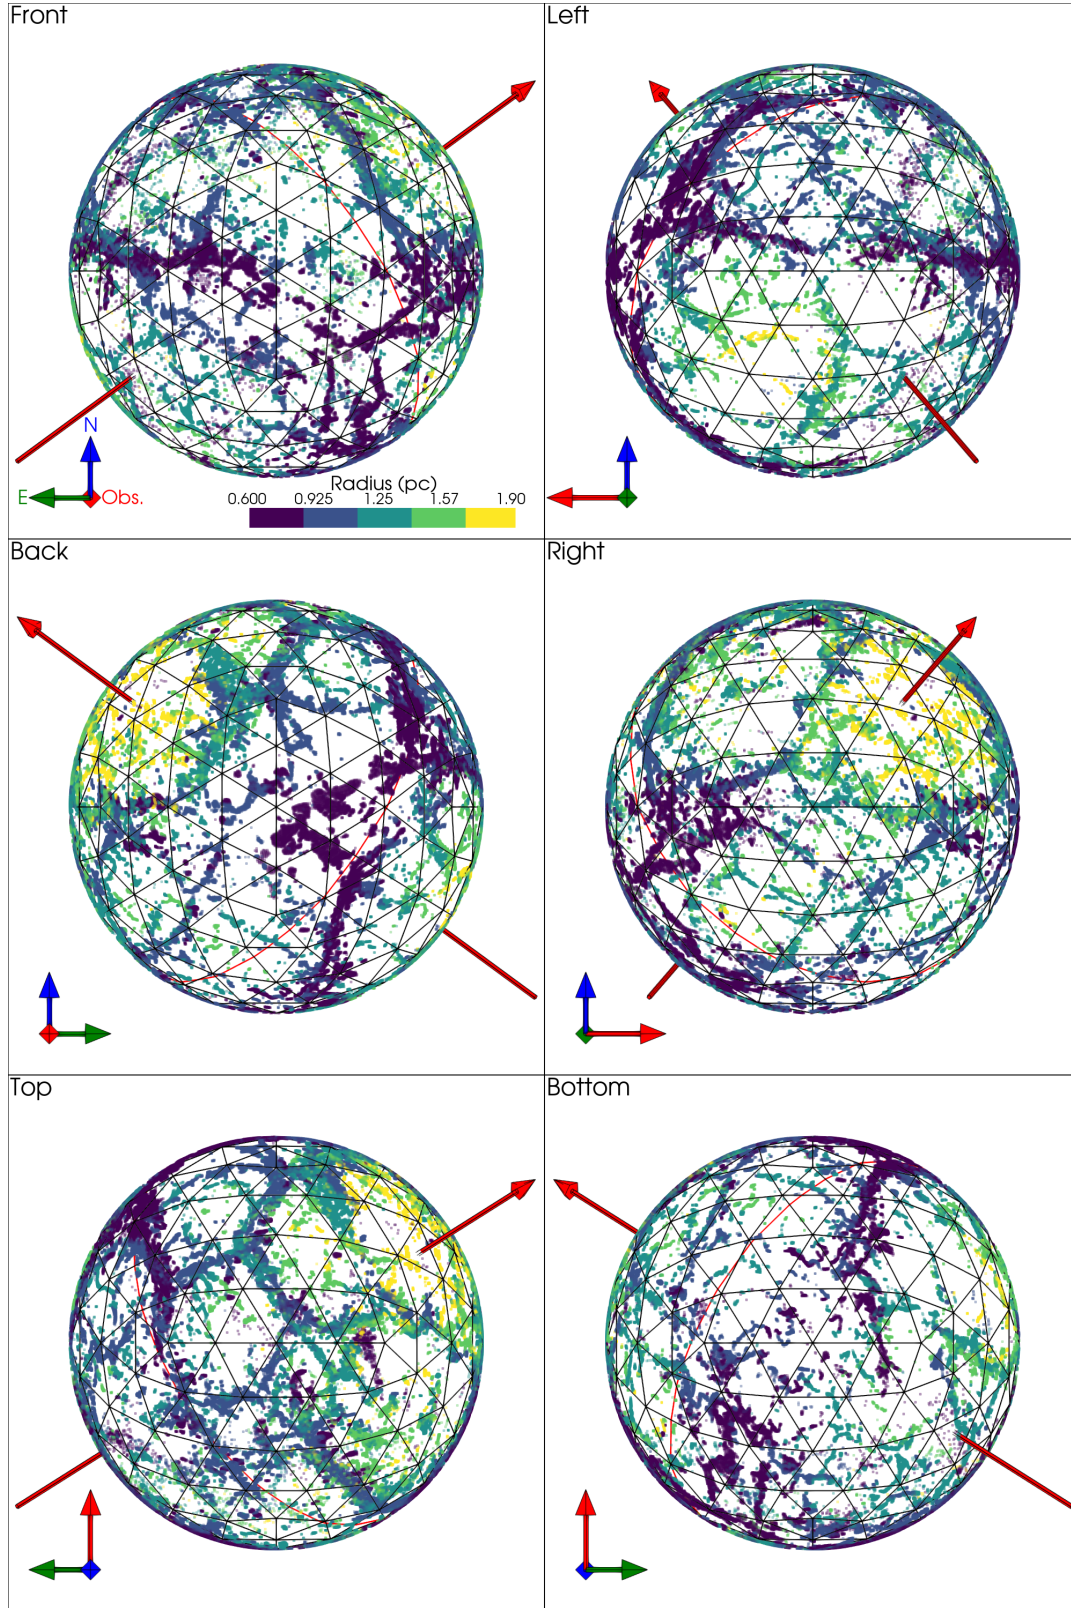 Front
Left
N
E
Obs.
Radius (pc)
0.600 0.925 1.25 1.57 1.90
Back
Right
Top
Bottom